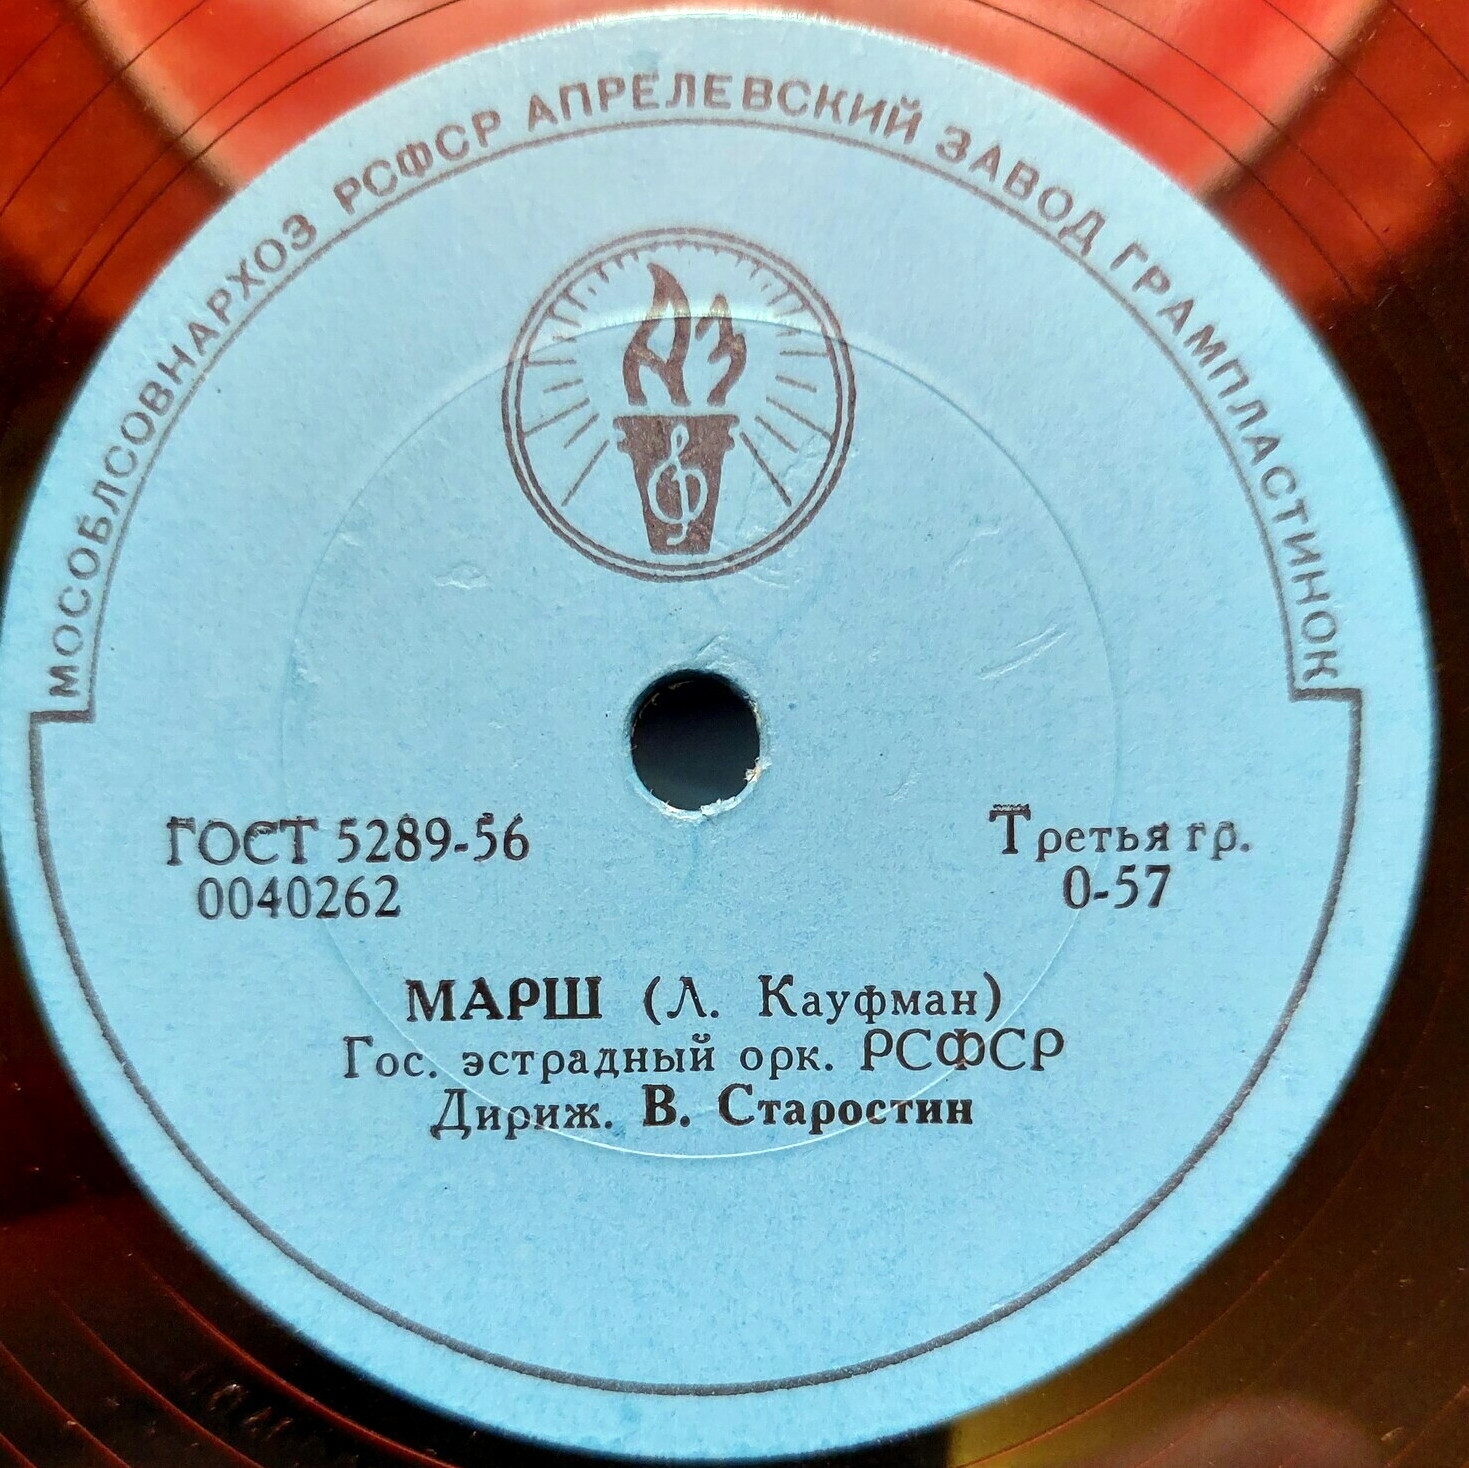 МОСОБЛСОВНАРХОЗ РСФСР АПРЕЛЕВСКИЙ ЗАВОД ГРАМПЛАСТИНОК
ГОСТ 5289-56
0040262
Третья гр.
0-57
МАРШ (Л. Кауфман)
Гос. эстрадный орк. РСФСР
Дириж. В. Старостин